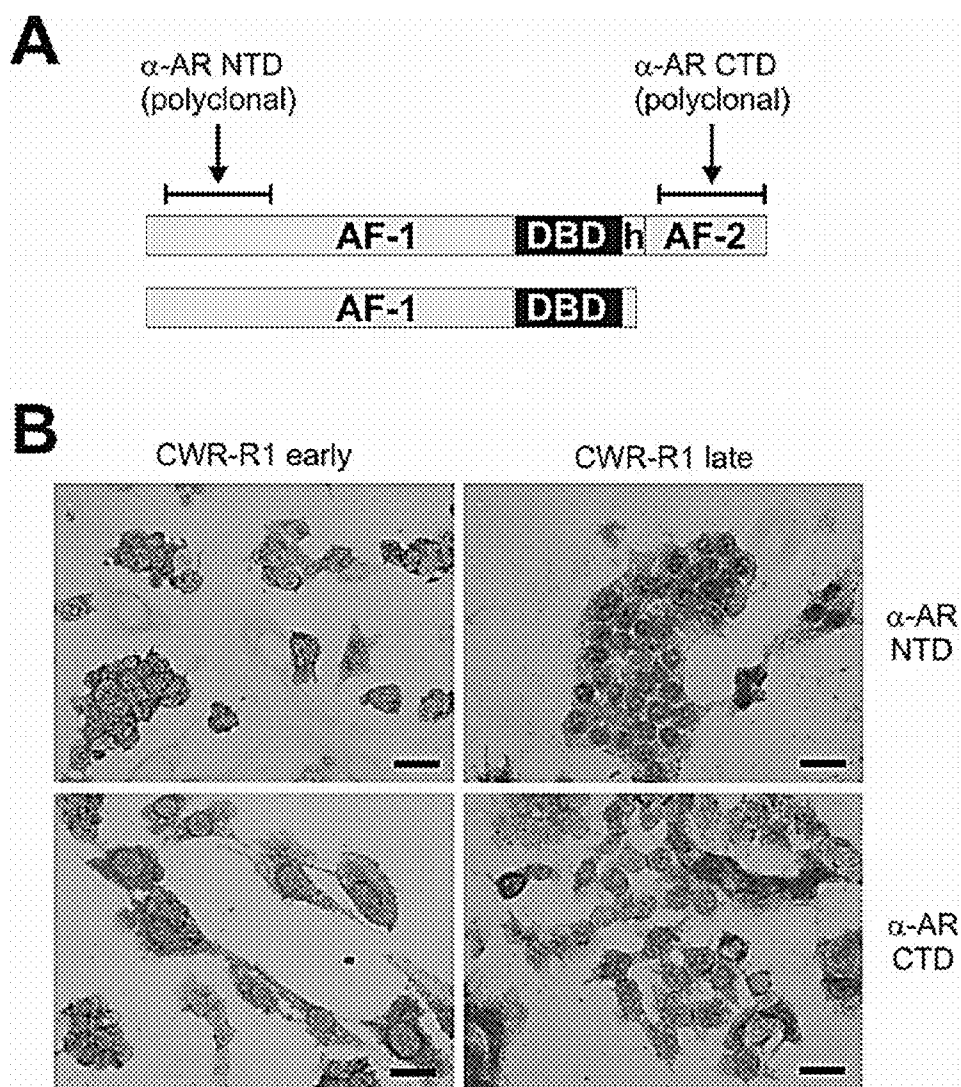 A
α-AR NTD
(polyclonal)
α-AR CTD
(polyclonal)
AF-1 DBD h AF-2
AF-1 DBD
B
CWR-R1 early
CWR-R1 late
α-AR
NTD
α-AR
CTD